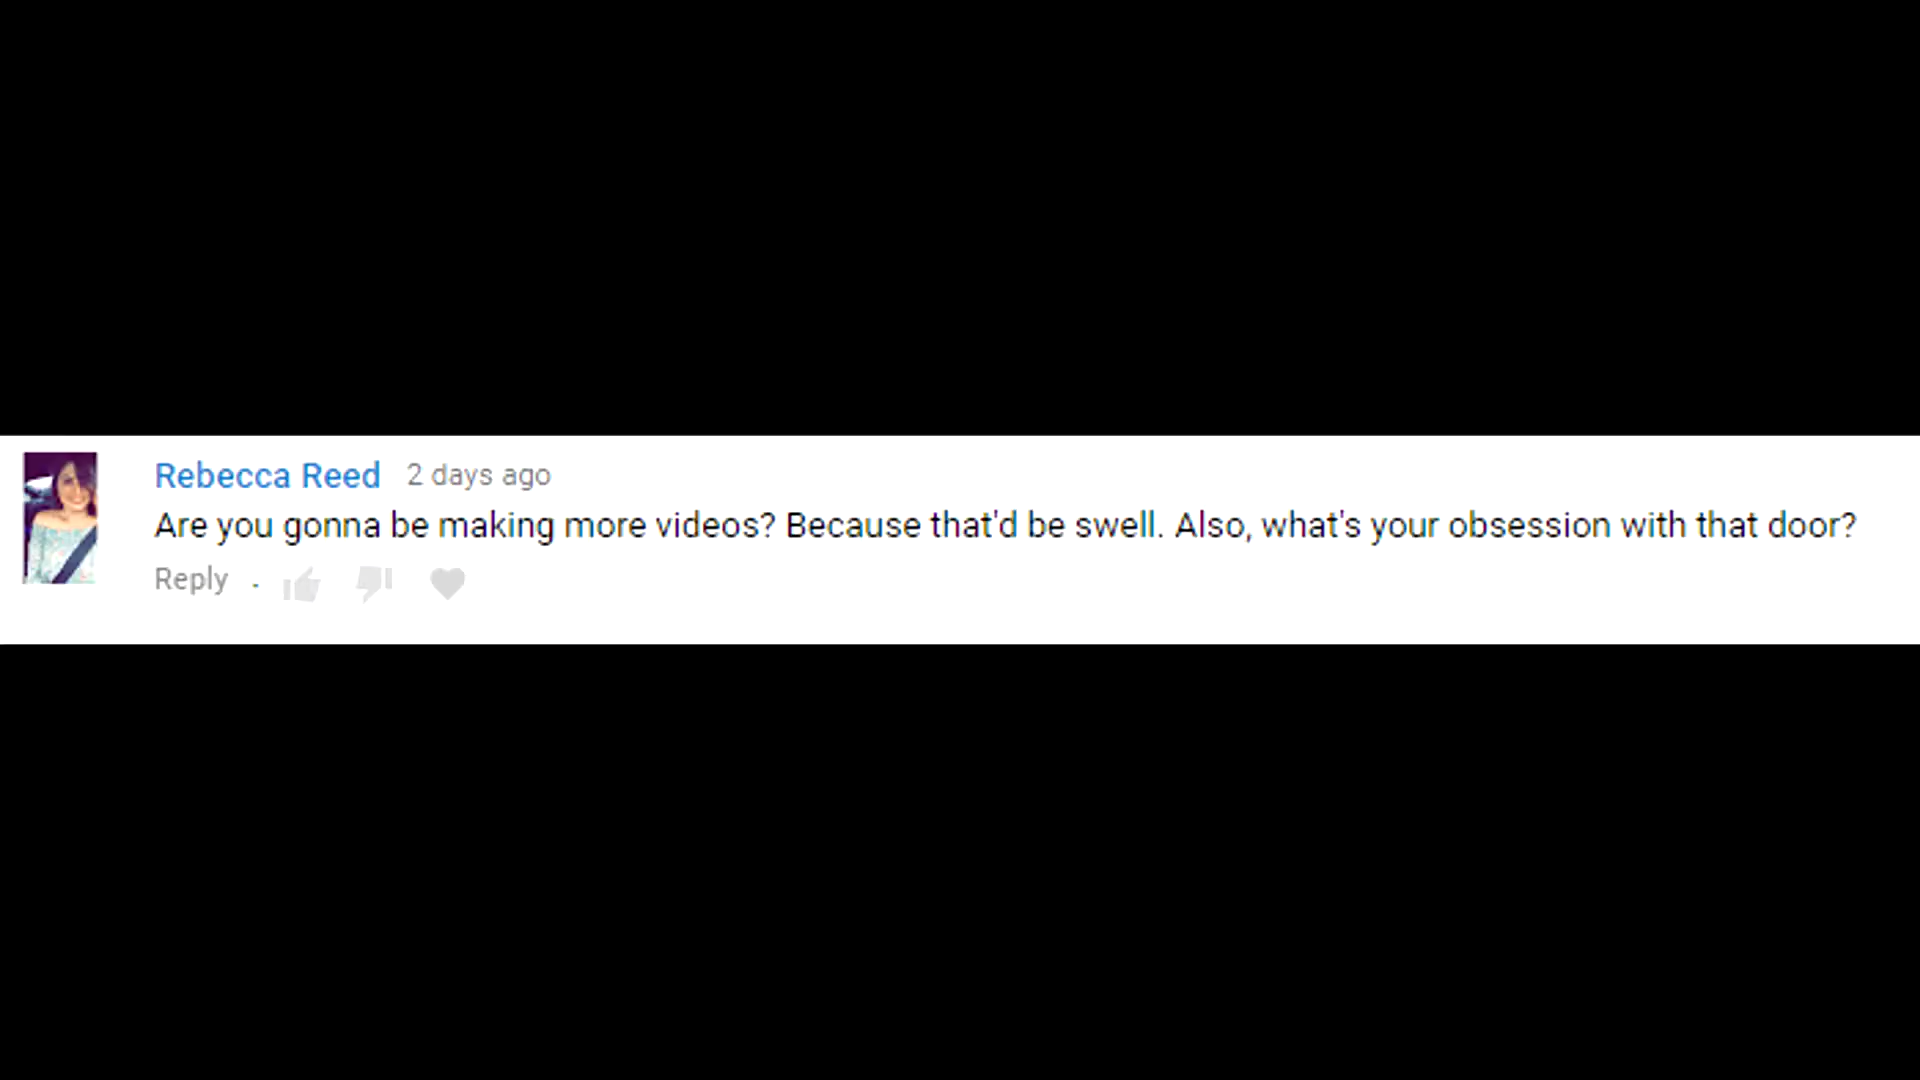 Rebecca Reed 2 days ago
Are you gonna be making more videos? Because that'd be swell. Also, what's your obsession with that door?
Reply